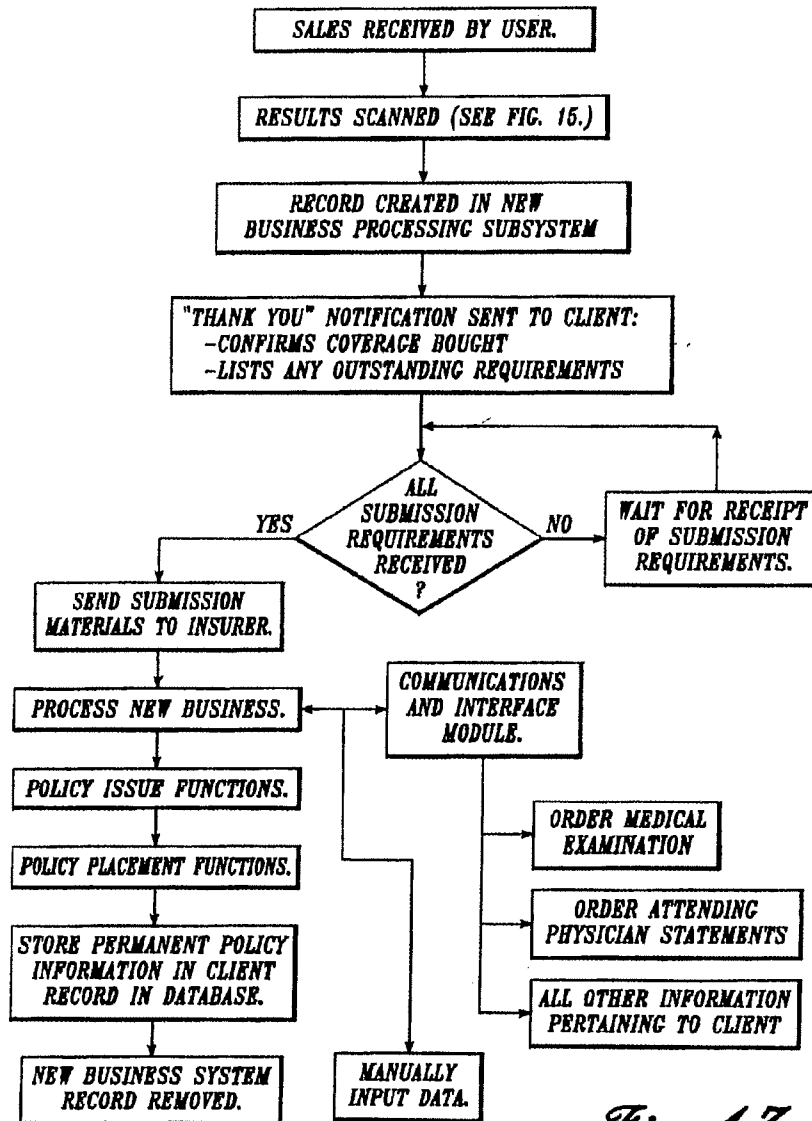 SALES RECEIVED BY USER.
RESULTS SCANNED (SEE FIG. 15.)
RECORD CREATED IN NEW
BUSINESS PROCESSING SUBSYSTEM
"THANK YOU" NOTIFICATION SENT TO CLIENT:
-CONFIRMS COVERAGE BOUGHT
-LISTS ANY OUTSTANDING REQUIREMENTS
ALL
SUBMISSION
REQUIREMENTS
RECEIVED
?
YES
NO
WAIT FOR RECEIPT
OF SUBMISSION
REQUIREMENTS.
SEND SUBMISSION
MATERIALS TO INSURER.
PROCESS NEW BUSINESS.
COMMUNICATIONS
AND INTERFACE
MODULE.
POLICY ISSUE FUNCTIONS.
ORDER MEDICAL
EXAMINATION
POLICY PLACEMENT FUNCTIONS.
ORDER ATTENDING
PHYSICIAN STATEMENTS
STORE PERMANENT POLICY
INFORMATION IN CLIENT
RECORD IN DATABASE.
ALL OTHER INFORMATION
PERTAINING TO CLIENT
NEW BUSINESS SYSTEM
RECORD REMOVED.
MANUALLY
INPUT DATA.